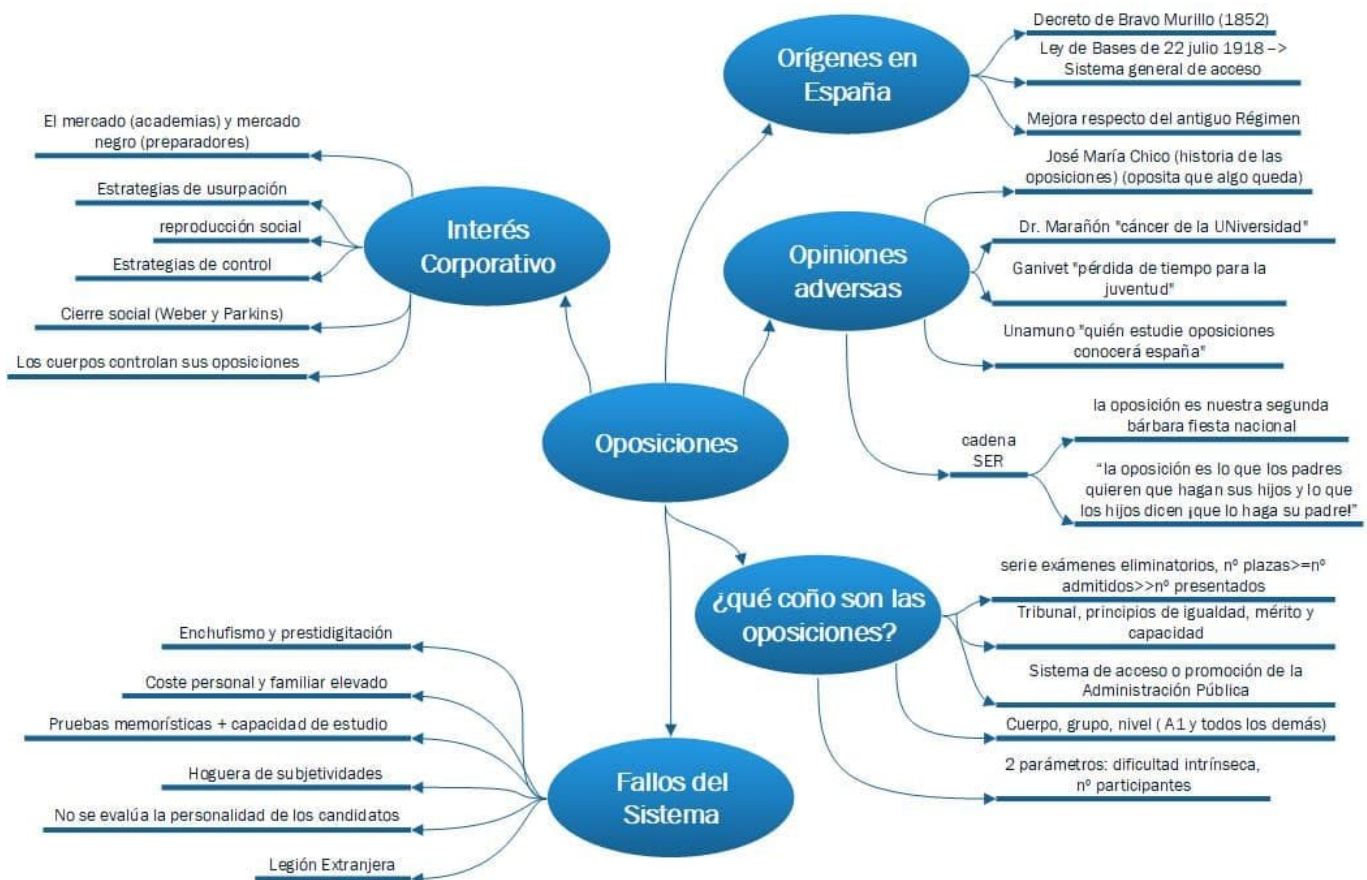 Oposiciones
Orígenes en
España
Decreto de Bravo Murillo (1852)
Ley de Bases de 22 julio 1918 –>
Sistema general de acceso
Mejora respecto del antiguo Régimen
Opiniones
adversas
José María Chico (historia de las
oposiciones) (oposita que algo queda)
Dr. Marañón "cáncer de la UNiversidad"
Ganivet "pérdida de tiempo para la
juventud"
Unamuno "quién estudie oposiciones
conocerá españa"
cadena
SER
la oposición es nuestra segunda
bárbara fiesta nacional
“la oposición es lo que los padres
quieren que hagan sus hijos y lo que
los hijos dicen ¡que lo haga su padre!”
¿qué coño son las
oposiciones?
serie exámenes eliminatorios, nº plazas>=nº
admitidos>>nº presentados
Tribunal, principios de igualdad, mérito y
capacidad
Sistema de acceso o promoción de la
Administración Pública
Cuerpo, grupo, nivel ( A1 y todos los demás)
2 parámetros: dificultad intrínseca,
nº participantes
Fallos del
Sistema
Enchufismo y prestidigitación
Coste personal y familiar elevado
Pruebas memorísticas + capacidad de estudio
Hoguera de subjetividades
No se evalúa la personalidad de los candidatos
Legión Extranjera
Interés
Corporativo
El mercado (academias) y mercado
negro (preparadores)
Estrategias de usurpación
reproducción social
Estrategias de control
Cierre social (Weber y Parkins)
Los cuerpos controlan sus oposiciones